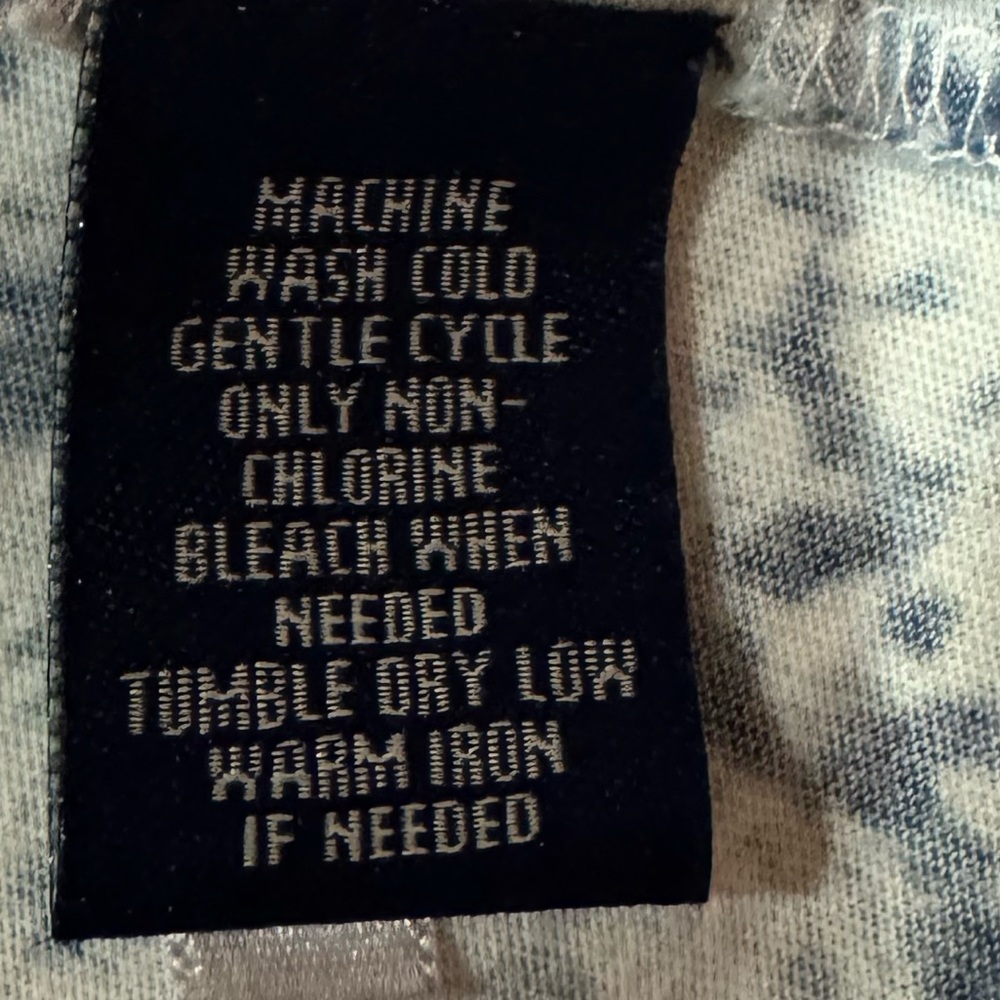 MACHINE
WASH COLD
GENTLE CYCLE
ONLY NON-
CHLORINE
BLEACH WHEN
NEEDED
TUMBLE DRY LOW
WARM IRON
IF NEEDED